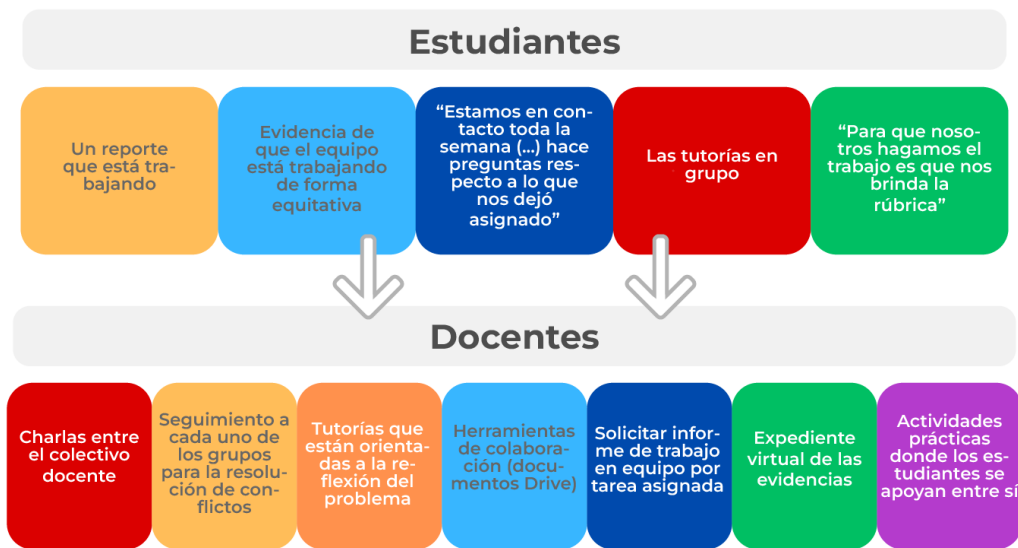 Estudiantes
Un reporte
que está tra-
bajando
Evidencia de
que el equipo
está trabajando
de forma
equitativa
“Estamos en con-
tacto toda la
semana (...) hace
preguntas res-
pecto a lo que
nos dejó
asignado”
Las tutorías en
grupo
“Para que noso-
tros hagamos el
trabajo es que nos
brinda la
rúbrica”
Docentes
Charlas entre
el colectivo
docente
Seguimiento a
cada uno de
los grupos
para la resolu-
ción de con-
flictos
Tutorías que
están orienta-
das a la re-
flexión del
problema
Herramientas
de colabora-
ción (docu-
mentos Drive)
Solicitar infor-
me de trabajo
en equipo por
tarea asignada
Expediente
virtual de las
evidencias
Actividades
prácticas
donde los es-
tudiantes se
apoyan entre sí